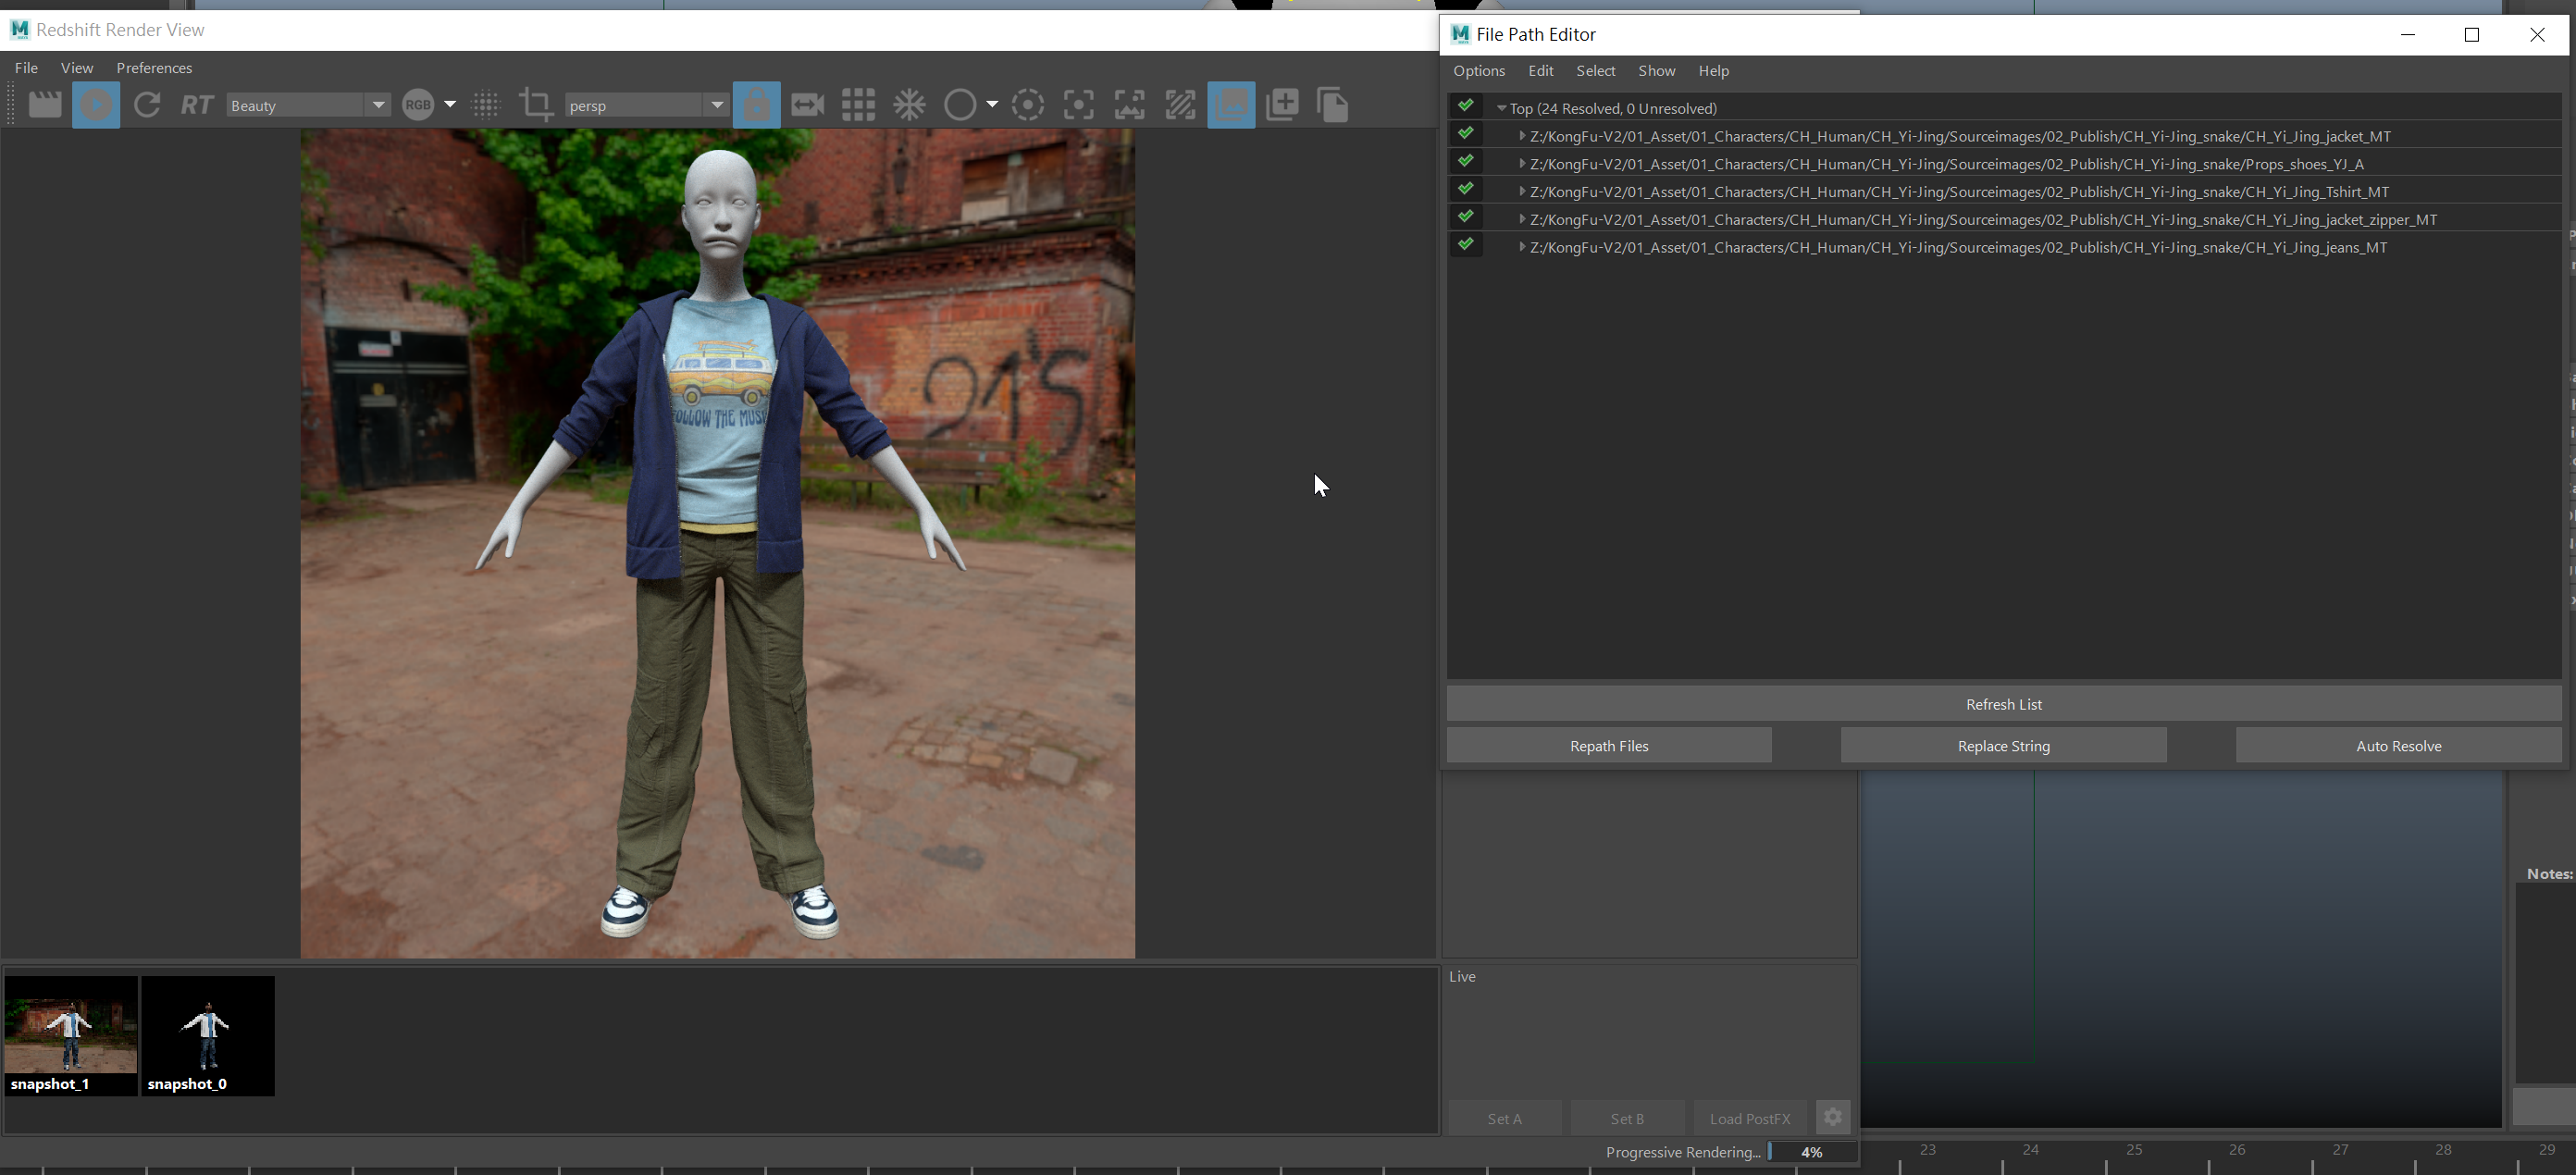 Redshift Render View
File View Preferences
RT Beauty RGB persp
21'S
FOLLOW THE MUSI
snapshot_1
snapshot_0
File Path Editor
Options Edit Select Show Help
Top (24 Resolved, 0 Unresolved)
Z:/KongFu-V2/01_Asset/01_Characters/CH_Human/CH_Yi-Jing/Sourceimages/02_Publish/CH_Yi-Jing_snake/CH_Yi_Jing_jacket_MT
Z:/KongFu-V2/01_Asset/01_Characters/CH_Human/CH_Yi-Jing/Sourceimages/02_Publish/CH_Yi-Jing_snake/Props_shoes_YJ_A
Z:/KongFu-V2/01_Asset/01_Characters/CH_Human/CH_Yi-Jing/Sourceimages/02_Publish/CH_Yi-Jing_snake/CH_Yi_Jing_Tshirt_MT
Z:/KongFu-V2/01_Asset/01_Characters/CH_Human/CH_Yi-Jing/Sourceimages/02_Publish/CH_Yi-Jing_snake/CH_Yi_Jing_jacket_zipper_MT
Z:/KongFu-V2/01_Asset/01_Characters/CH_Human/CH_Yi-Jing/Sourceimages/02_Publish/CH_Yi-Jing_snake/CH_Yi_Jing_jeans_MT
Refresh List
Repath Files Replace String Auto Resolve
Notes:
Live
Set A Set B Load PostFX
Progressive Rendering... 4%
23 24 25 26 27 28 29